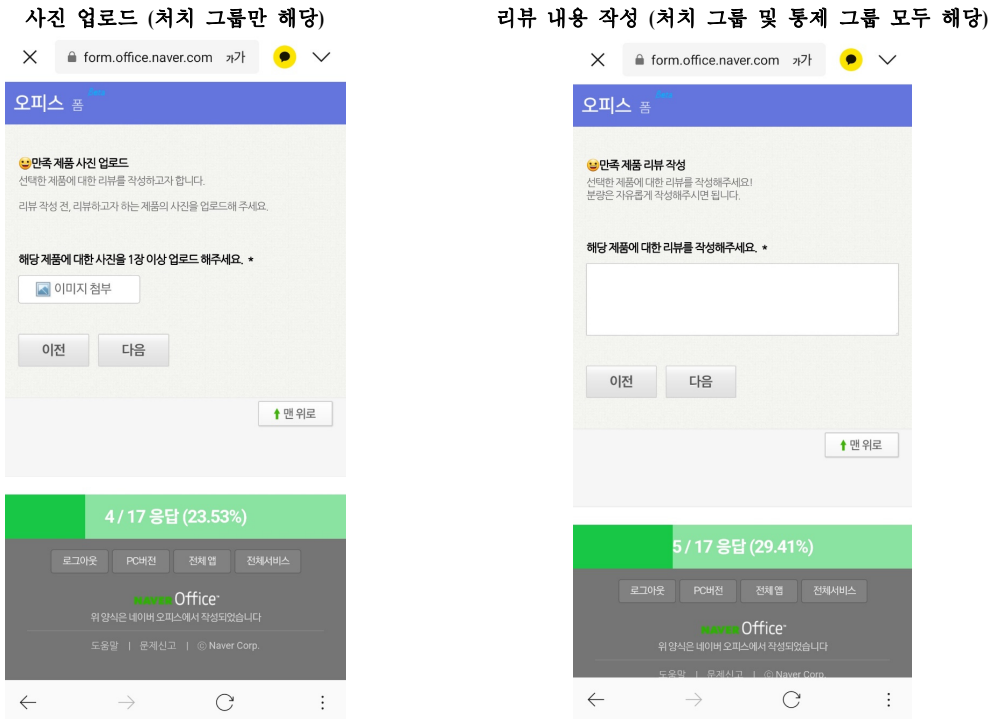 사진 업로드 (처치 그룹만 해당)
form.office.naver.com 가가
오피스 폼 Beta
😆만족 제품 사진 업로드
선택한 제품에 대한 리뷰를 작성하고자 합니다.
리뷰 작성 전, 리뷰하고자 하는 제품의 사진을 업로드해 주세요.
해당 제품에 대한 사진을 1장 이상 업로드 해주세요. *
이미지 첨부
이전 다음
맨 위로
4 / 17 응답 (23.53%)
로그아웃 PC버전 전체 앱 전체서비스
naver Office
위 양식은 네이버 오피스에서 작성되었습니다
도움말 | 문제신고 | ⓒ Naver Corp.
리뷰 내용 작성 (처치 그룹 및 통제 그룹 모두 해당)
form.office.naver.com 가가
오피스 폼 Beta
😆만족 제품 리뷰 작성
선택한 제품에 대한 리뷰를 작성해주세요!
분량은 자유롭게 작성해주시면 됩니다.
해당 제품에 대한 리뷰를 작성해주세요. *
이전 다음
맨 위로
5 / 17 응답 (29.41%)
로그아웃 PC버전 전체 앱 전체서비스
naver Office
위 양식은 네이버 오피스에서 작성되었습니다
도움말 | 문제신고 | ⓒ Naver Corp.